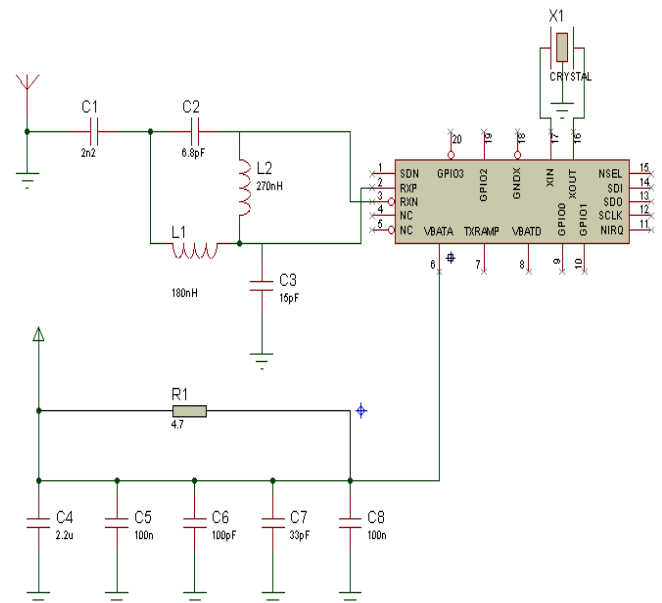 X1
CRYSTAL
C1
2n2
C2
6.8pF
L2
270nH
L1
180nH
C3
15pF
20
19
18
17
16
1
2
3
4
5
SDN
RXP
RXN
NC
NC
GPIO3
GPIO2
GNDX
XIN
XOUT
NSEL
SDI
SDO
SCLK
NIRQ
15
14
13
12
11
VBATA
TXRAMP
VBATD
GPIO0
GPIO1
6
7
8
9
10
R1
4.7
C4
2.2u
C5
100n
C6
100pF
C7
33pF
C8
100n